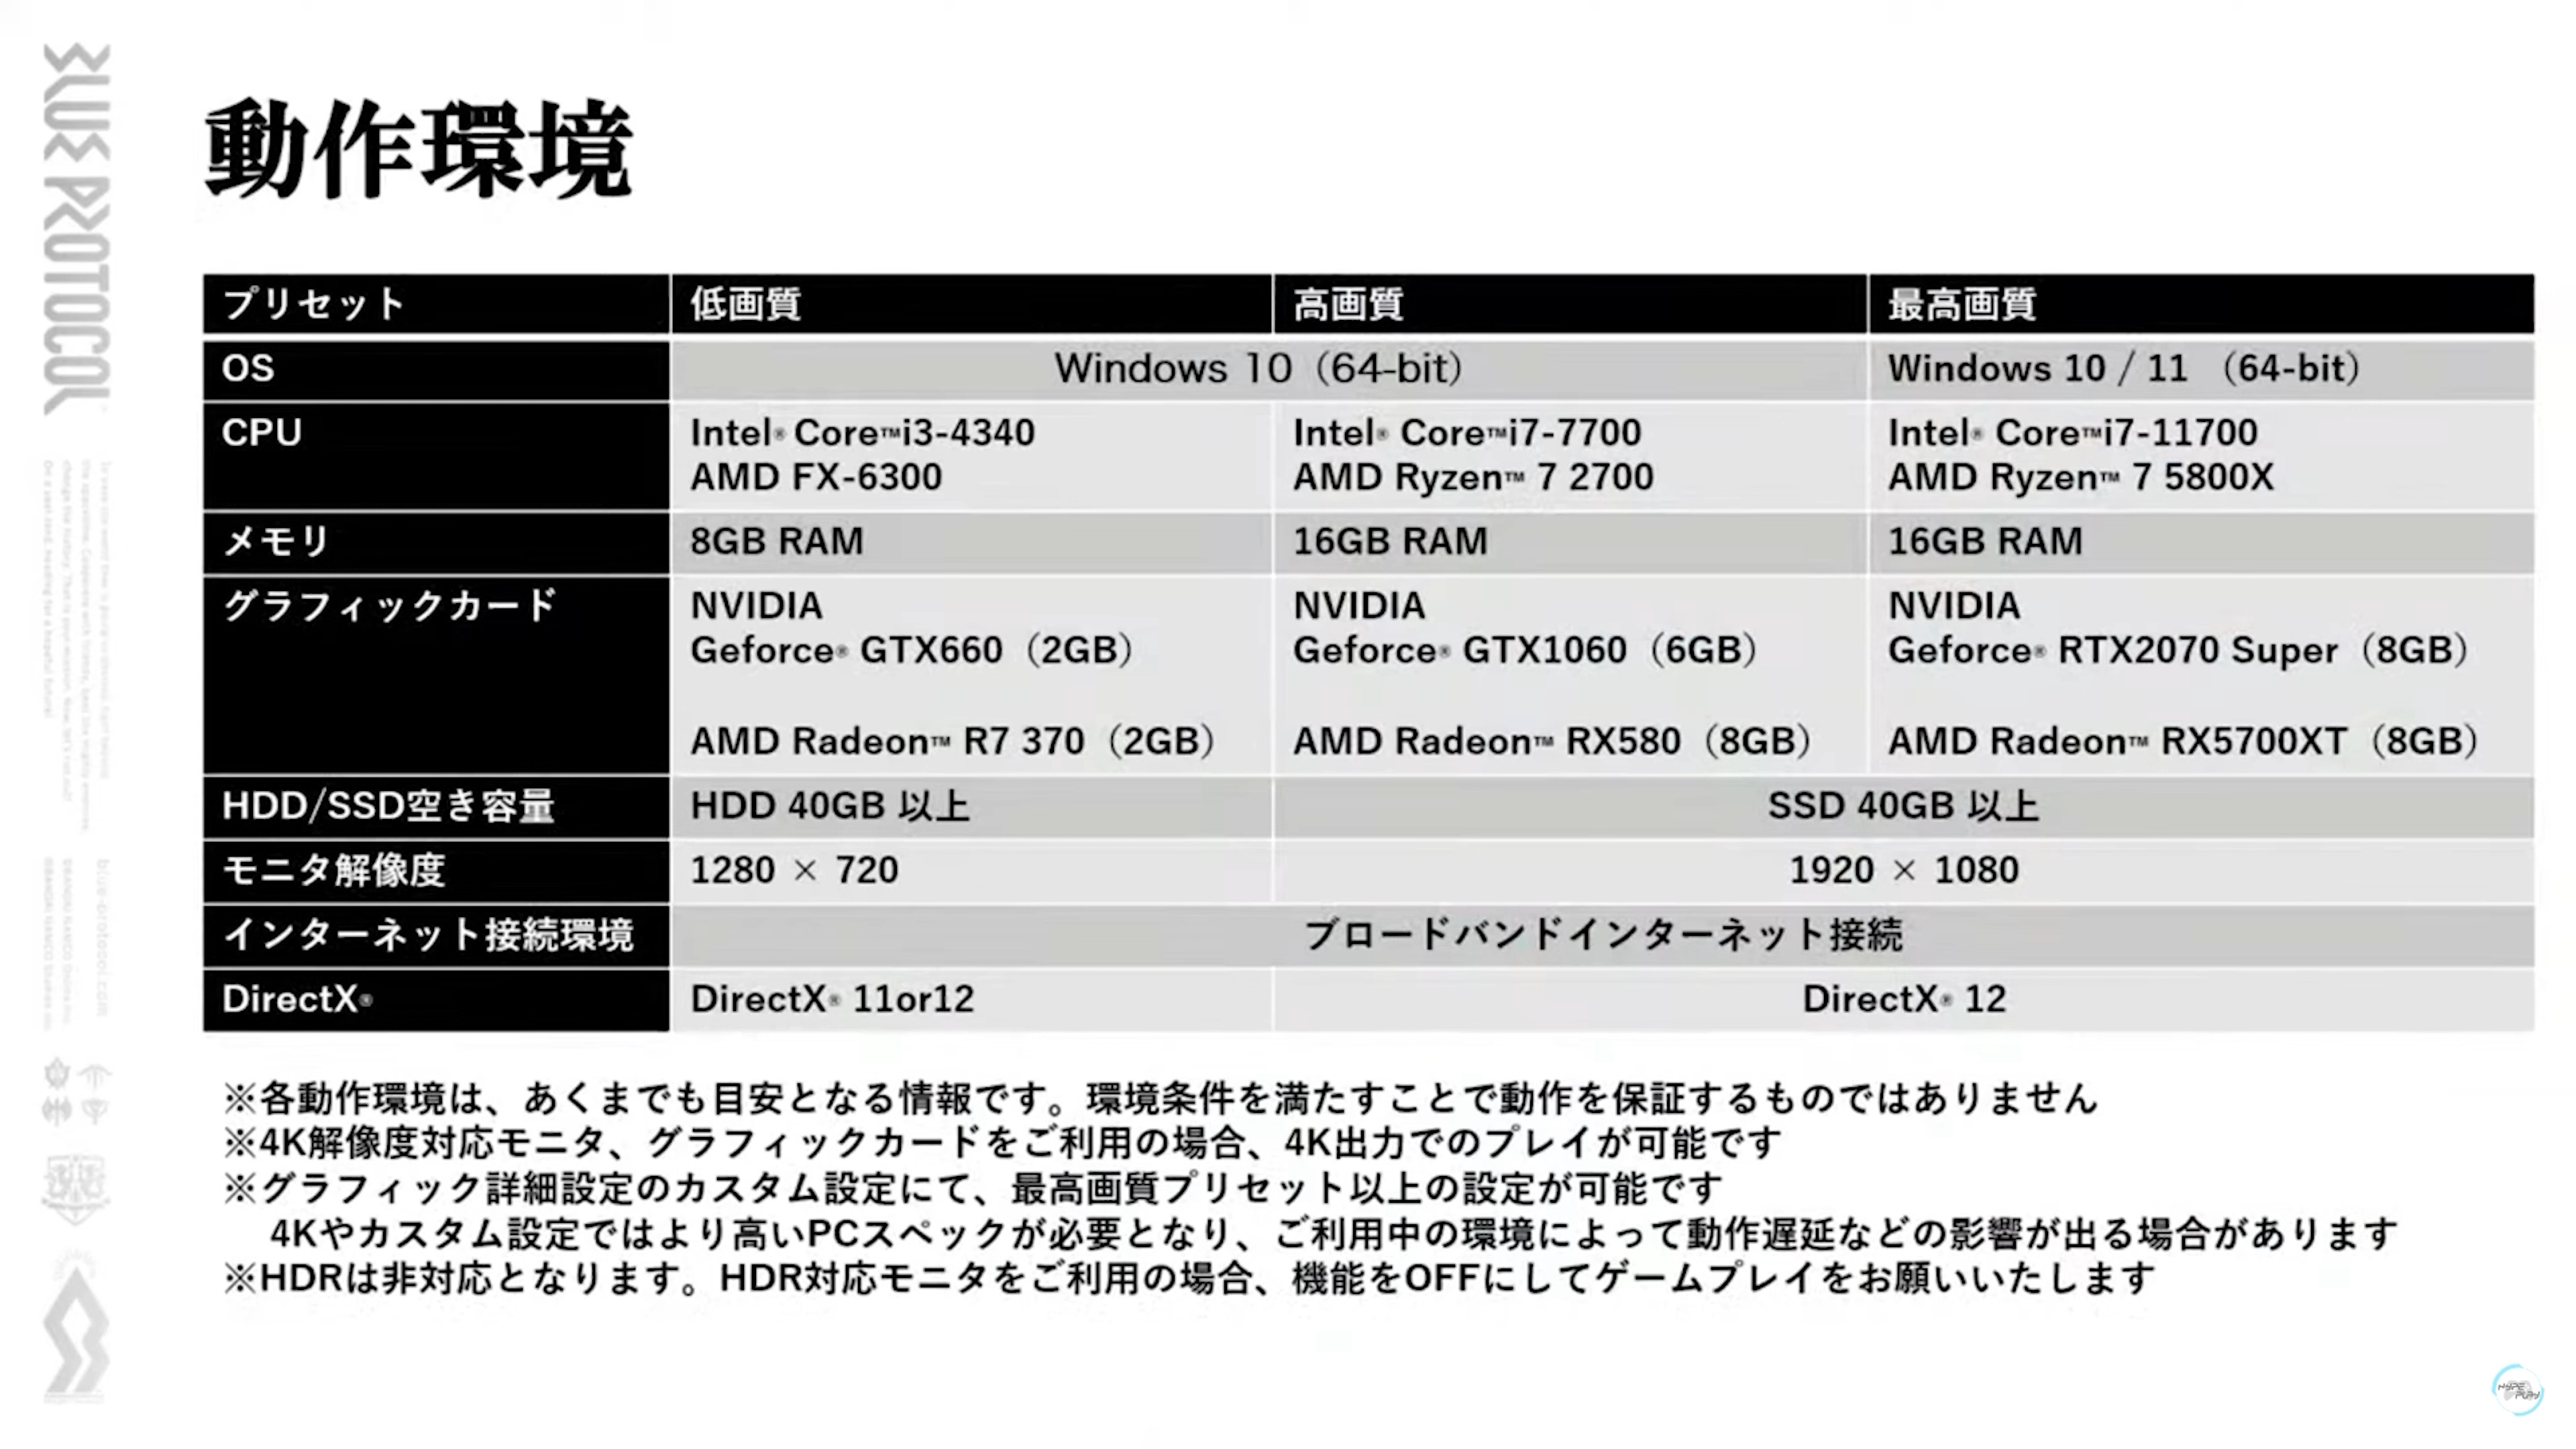 BLUE PROTOCOL
動作環境
プリセット 低画質 高画質 最高画質
OS Windows 10（64-bit） Windows 10 / 11 （64-bit）
CPU Intel® Core™i3-4340 Intel® Core™i7-7700 Intel® Core™i7-11700
AMD FX-6300 AMD Ryzen™ 7 2700 AMD Ryzen™ 7 5800X
メモリ 8GB RAM 16GB RAM 16GB RAM
グラフィックカード NVIDIA NVIDIA NVIDIA
Geforce® GTX660（2GB） Geforce® GTX1060（6GB） Geforce® RTX2070 Super（8GB）
AMD Radeon™ R7 370（2GB） AMD Radeon™ RX580（8GB） AMD Radeon™ RX5700XT（8GB）
HDD/SSD空き容量 HDD 40GB 以上 SSD 40GB 以上
モニタ解像度 1280 × 720 1920 × 1080
インターネット接続環境 ブロードバンドインターネット接続
DirectX® DirectX® 11or12 DirectX® 12
※各動作環境は、あくまでも目安となる情報です。環境条件を満たすことで動作を保証するものではありません
※4K解像度対応モニタ、グラフィックカードをご利用の場合、4K出力でのプレイが可能です
※グラフィック詳細設定のカスタム設定にて、最高画質プリセット以上の設定が可能です
4Kやカスタム設定ではより高いPCスペックが必要となり、ご利用中の環境によって動作遅延などの影響が出る場合があります
※HDRは非対応となります。HDR対応モニタをご利用の場合、機能をOFFにしてゲームプレイをお願いいたします
blue-protocol.com
HYPE PLAY